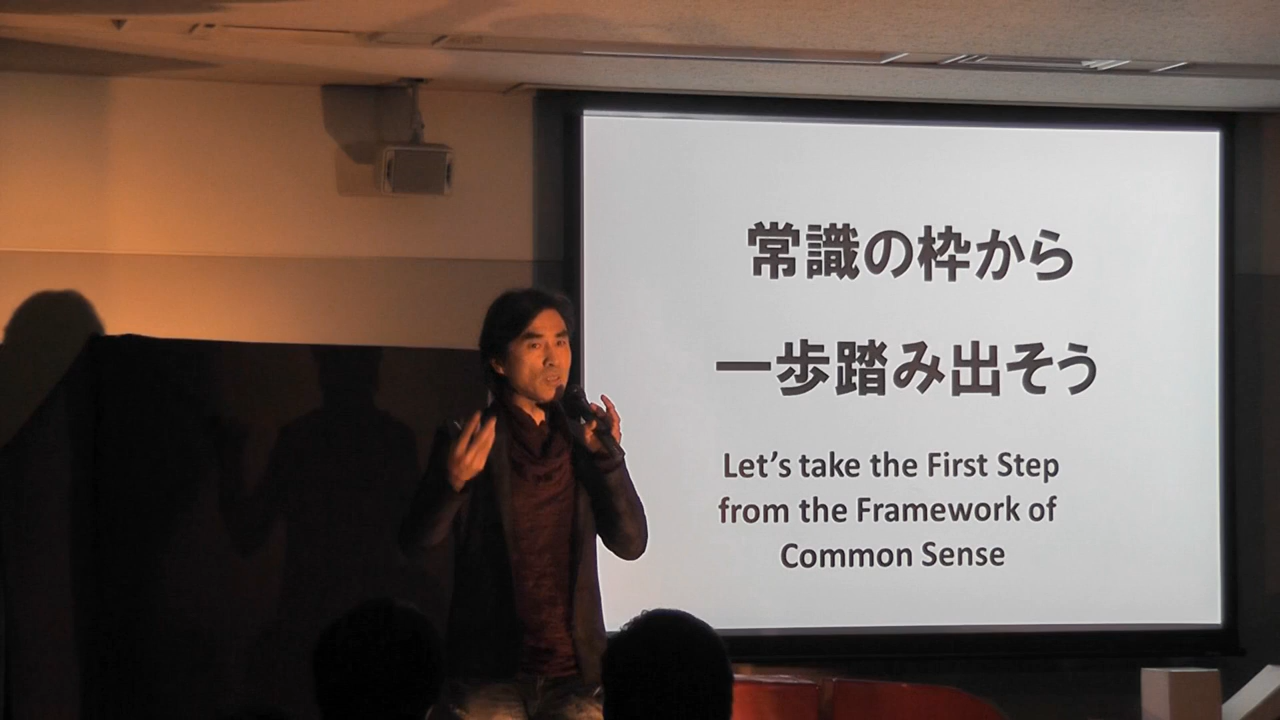 常識の枠から
一歩踏み出そう
Let's take the First Step
from the Framework of
Common Sense